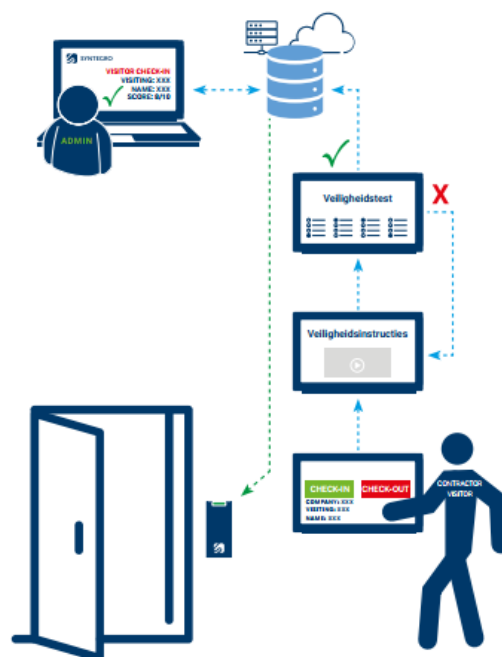 SYNTEGRO
VISITOR CHECK-IN
VISITING: XXX
NAME: XXX
SCORE: 8/10
ADMIN
Veiligheidstest
X
Veiligheidsinstructies
CHECK-IN
CHECK-OUT
COMPANY: XXX
VISITING: XXX
NAME: XXX
CONTRACTOR
VISITOR